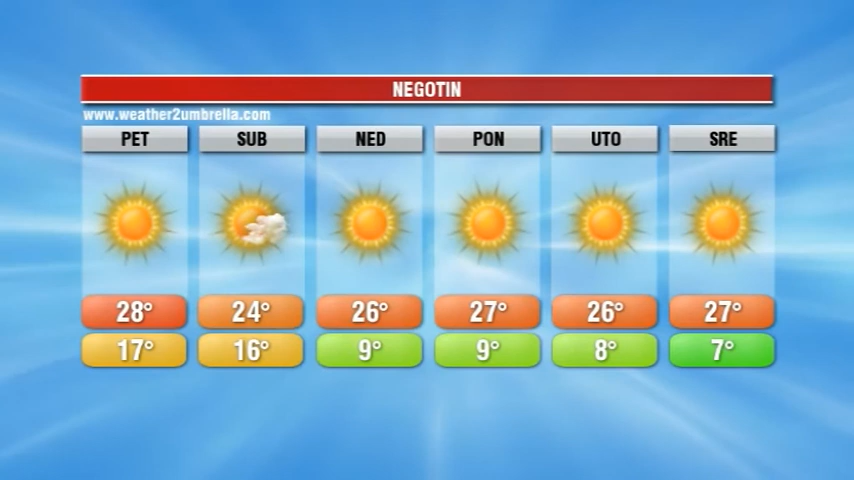 NEGOTIN
www.weather2umbrella.com
PET SUB NED PON UTO SRE
28° 24° 26° 27° 26° 27°
17° 16° 9° 9° 8° 7°